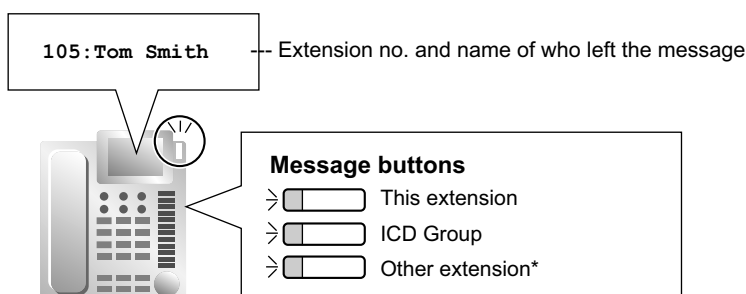 105:Tom Smith --- Extension no. and name of who left the message
Message buttons
This extension
ICD Group
Other extension*